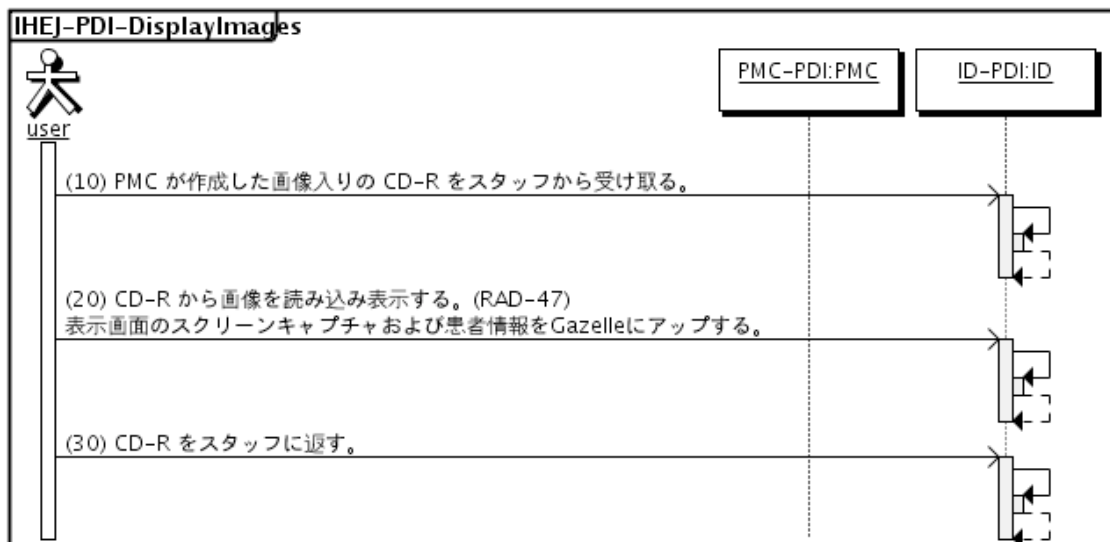 IHEJ-PDI-DisplayImages
user
PMC-PDI:PMC
ID-PDI:ID
(10) PMC が作成した画像入りの CD-R をスタッフから受け取る。
(20) CD-R から画像を読み込み表示する。(RAD-47)
表示画面のスクリーンキャプチャおよび患者情報をGazelleにアップする。
(30) CD-R をスタッフに返す。